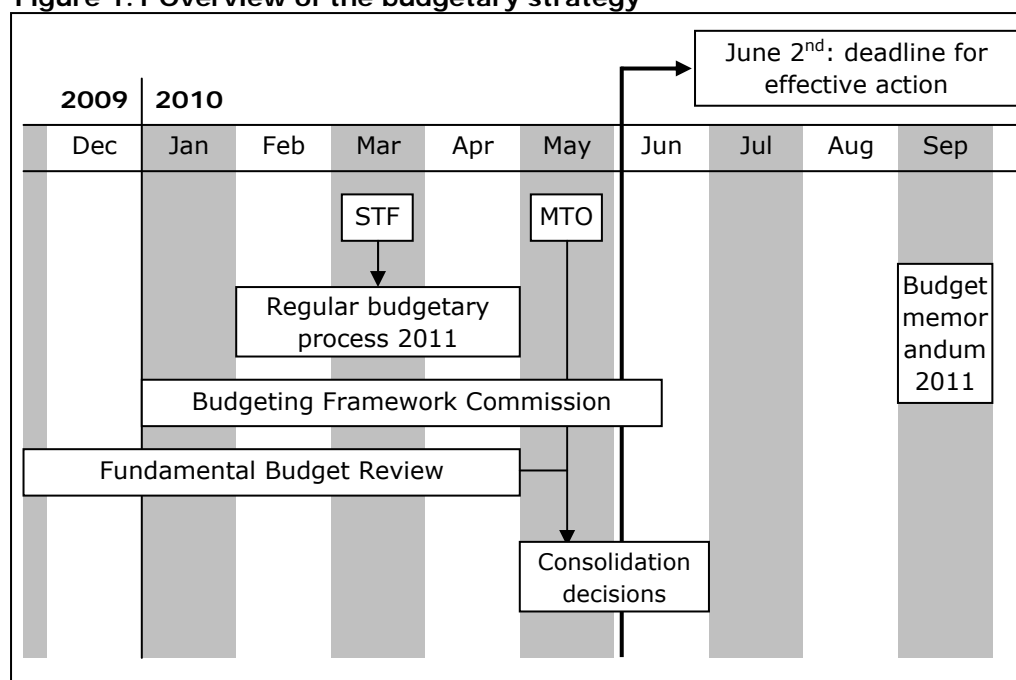 Figure 1.1 Overview of the budgetary strategy
June 2nd: deadline for
effective action
2009 2010
Dec Jan Feb Mar Apr May Jun Jul Aug Sep
STF MTO
Regular budgetary
process 2011
Budget
memor
andum
2011
Budgeting Framework Commission
Fundamental Budget Review
Consolidation
decisions